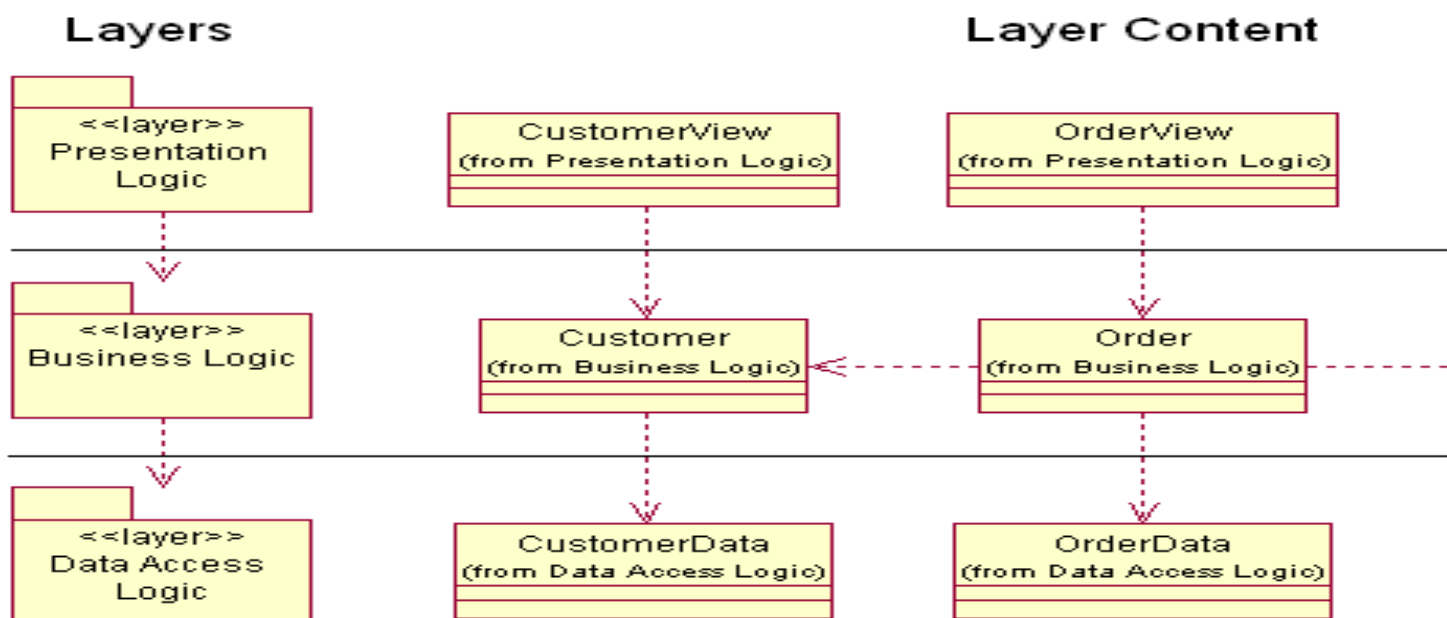 Layers
Layer Content
<<layer>>
Presentation
Logic
CustomerView
(from Presentation Logic)
OrderView
(from Presentation Logic)
<<layer>>
Business Logic
Customer
(from Business Logic)
Order
(from Business Logic)
<<layer>>
Data Access
Logic
CustomerData
(from Data Access Logic)
OrderData
(from Data Access Logic)